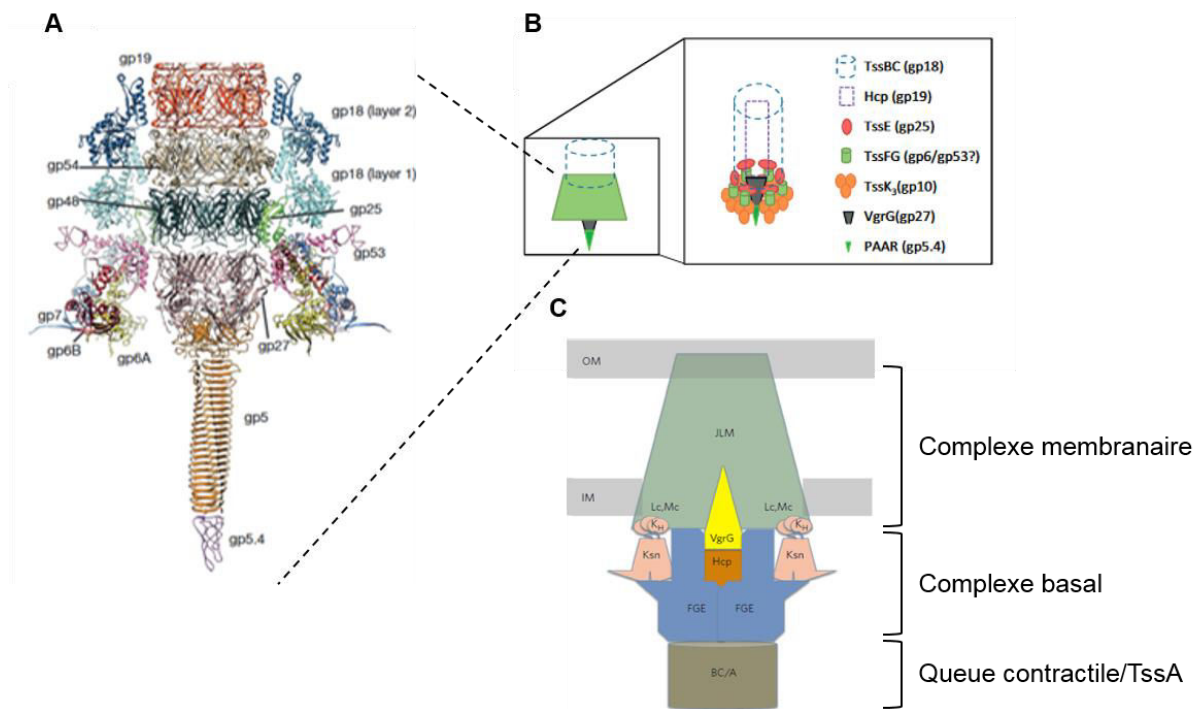 A
gp19
gp18 (layer 2)
gp54
gp18 (layer 1)
gp48
gp25
gp53
gp7
gp6B
gp6A
gp27
gp5
gp5.4
B
TssBC (gp18)
Hcp (gp19)
TssE (gp25)
TssFG (gp6/gp53?)
TssK3(gp10)
VgrG(gp27)
PAAR (gp5.4)
C
OM
JLM
IM
Lc,Mc
Lc,Mc
KH
KH
VgrG
Ksn
Hcp
Ksn
FGE
FGE
BC/A
Complexe membranaire
Complexe basal
Queue contractile/TssA